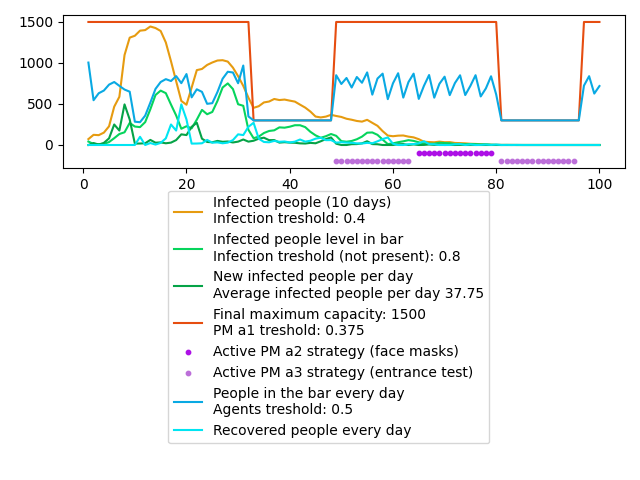 1500
1000
500
0
0 20 40 60 80 100
Infected people (10 days)
Infection treshold: 0.4
Infected people level in bar
Infection treshold (not present): 0.8
New infected people per day
Average infected people per day 37.75
Final maximum capacity: 1500
PM a1 treshold: 0.375
Active PM a2 strategy (face masks)
Active PM a3 strategy (entrance test)
People in the bar every day
Agents treshold: 0.5
Recovered people every day